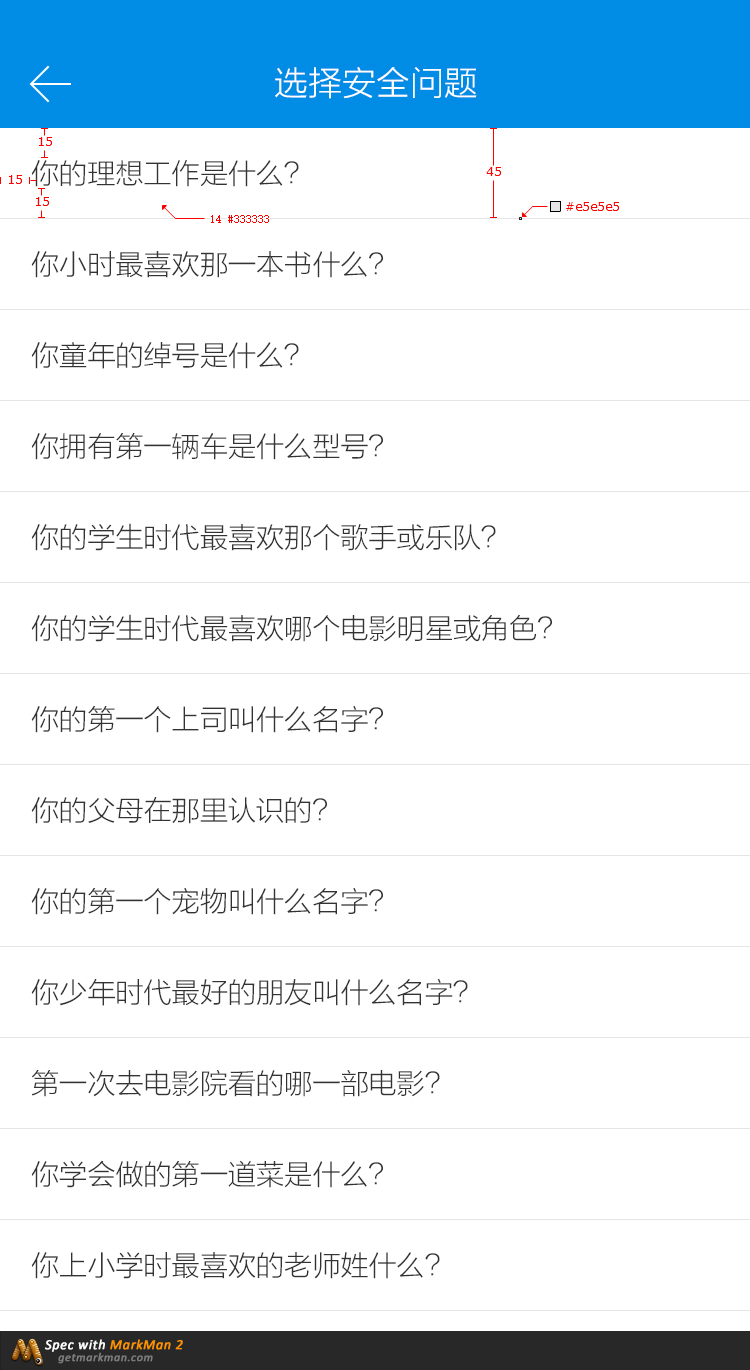 选择安全问题
15
你的理想工作是什么?
15
45
15
#e5e5e5
14 #333333
你小时最喜欢那一本书什么?
你童年的绰号是什么?
你拥有第一辆车是什么型号?
你的学生时代最喜欢那个歌手或乐队?
你的学生时代最喜欢哪个电影明星或角色?
你的第一个上司叫什么名字?
你的父母在那里认识的?
你的第一个宠物叫什么名字?
你少年时代最好的朋友叫什么名字?
第一次去电影院看的哪一部电影?
你学会做的第一道菜是什么?
你上小学时最喜欢的老师姓什么?
Spec with MarkMan 2
getmarkman.com